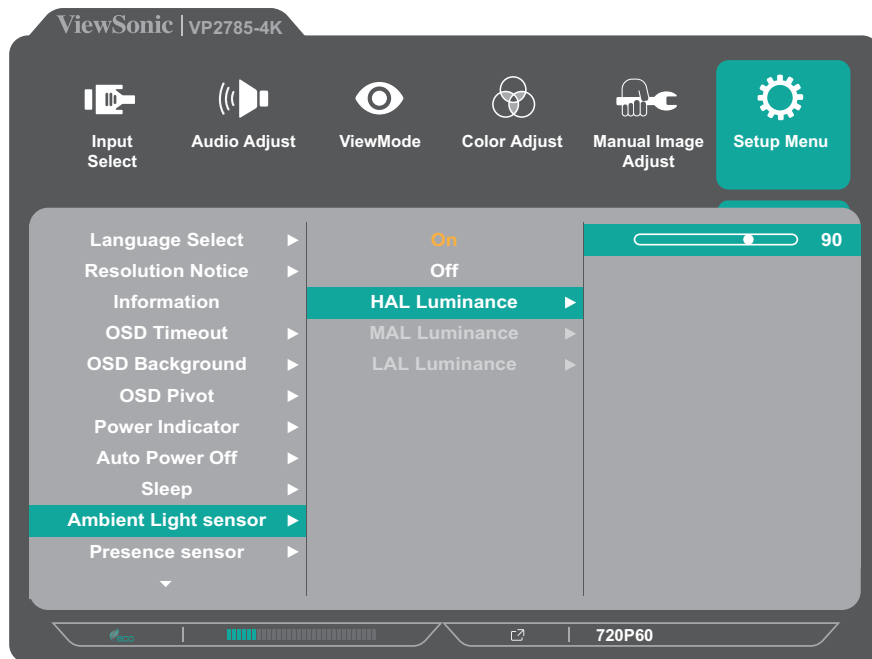 ViewSonic | VP2785-4K
Input
Select
Audio Adjust
ViewMode
Color Adjust
Manual Image
Adjust
Setup Menu
Language Select
Resolution Notice
Information
OSD Timeout
OSD Background
OSD Pivot
Power Indicator
Auto Power Off
Sleep
Ambient Light sensor
Presence sensor
On
Off
HAL Luminance
MAL Luminance
LAL Luminance
90
eco
720P60